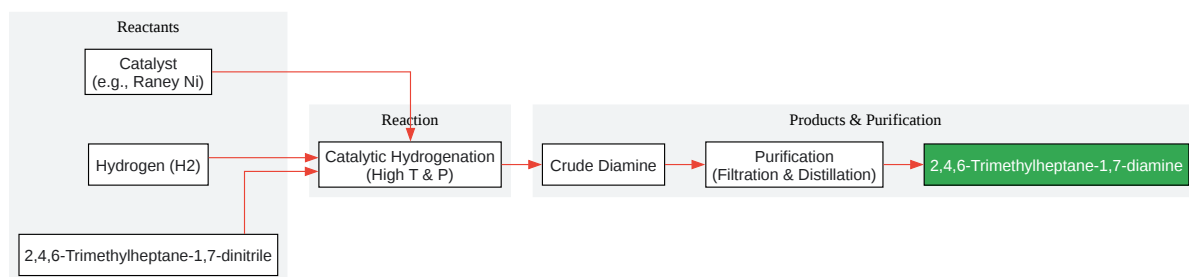 Reactants
Catalyst
(e.g., Raney Ni)
Hydrogen (H2)
2,4,6-Trimethylheptane-1,7-dinitrile
Reaction
Catalytic Hydrogenation
(High T & P)
Products & Purification
Crude Diamine
Purification
(Filtration & Distillation)
2,4,6-Trimethylheptane-1,7-diamine